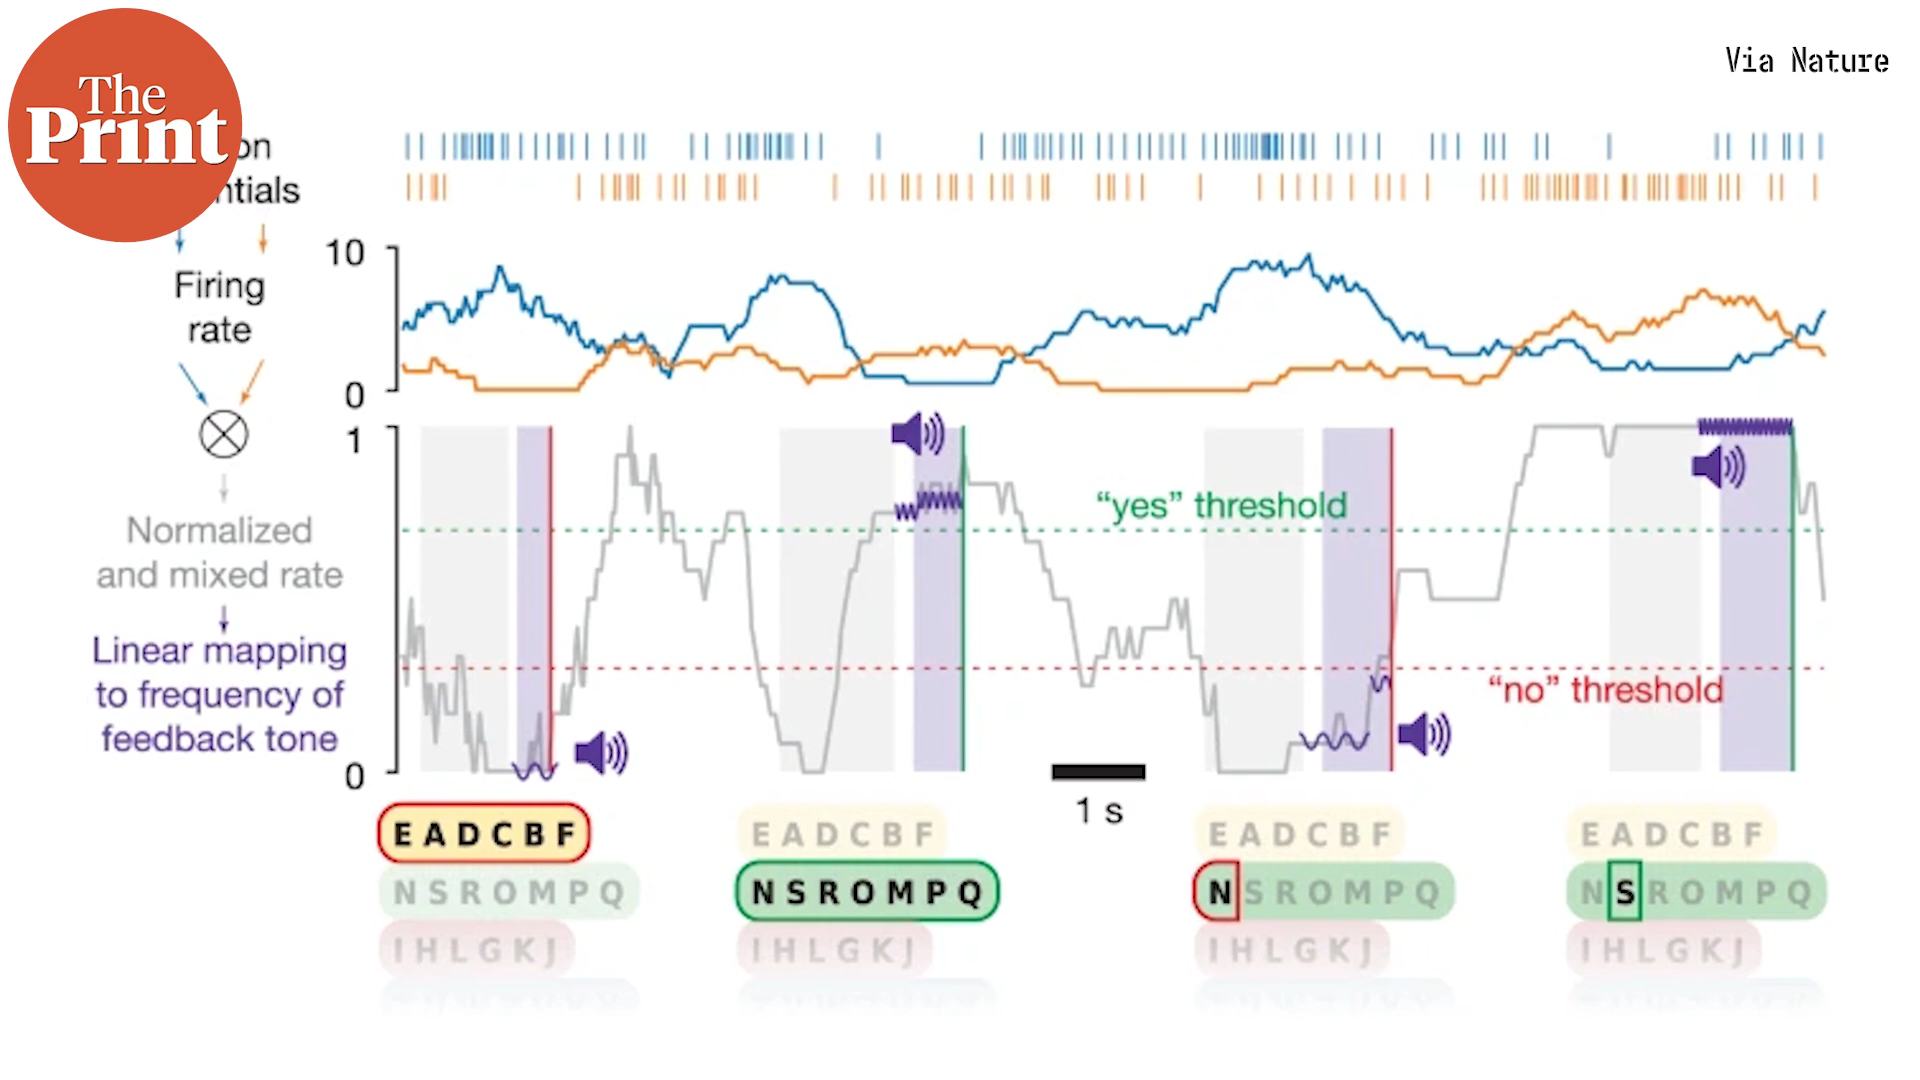 The
Print
Via Nature
on
ntials
Firing
rate
10
0
1
0
Normalized
and mixed rate
Linear mapping
to frequency of
feedback tone
“yes” threshold
“no” threshold
1 s
E A D C B F
N S R O M P Q
I H L G K J
E A D C B F
N S R O M P Q
I H L G K J
E A D C B F
N S R O M P Q
I H L G K J
E A D C B F
N S R O M P Q
I H L G K J